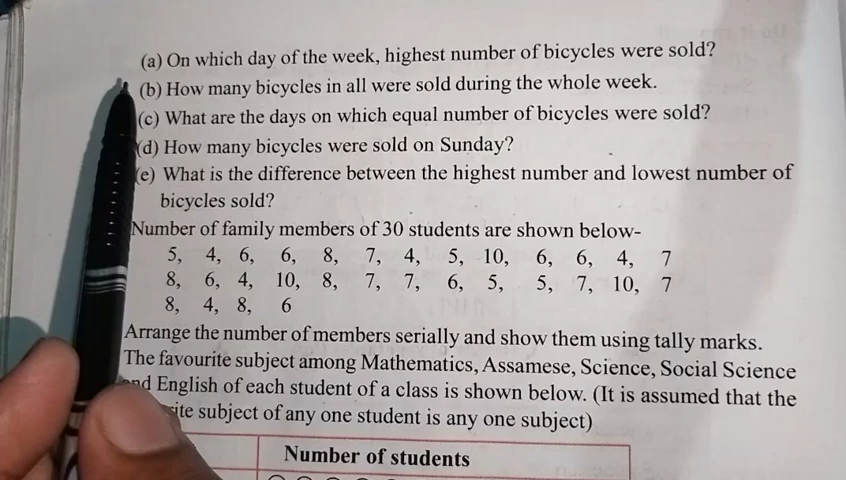 (a) On which day of the week, highest number of bicycles were sold?
(b) How many bicycles in all were sold during the whole week.
(c) What are the days on which equal number of bicycles were sold?
(d) How many bicycles were sold on Sunday?
(e) What is the difference between the highest number and lowest number of
bicycles sold?
Number of family members of 30 students are shown below-
5, 4, 6, 6, 8, 7, 4, 5, 10, 6, 6, 4, 7
8, 6, 4, 10, 8, 7, 7, 6, 5, 5, 7, 10, 7
8, 4, 8, 6
Arrange the number of members serially and show them using tally marks.
The favourite subject among Mathematics, Assamese, Science, Social Science
and English of each student of a class is shown below. (It is assumed that the
subject of any one student is any one subject)
Number of students